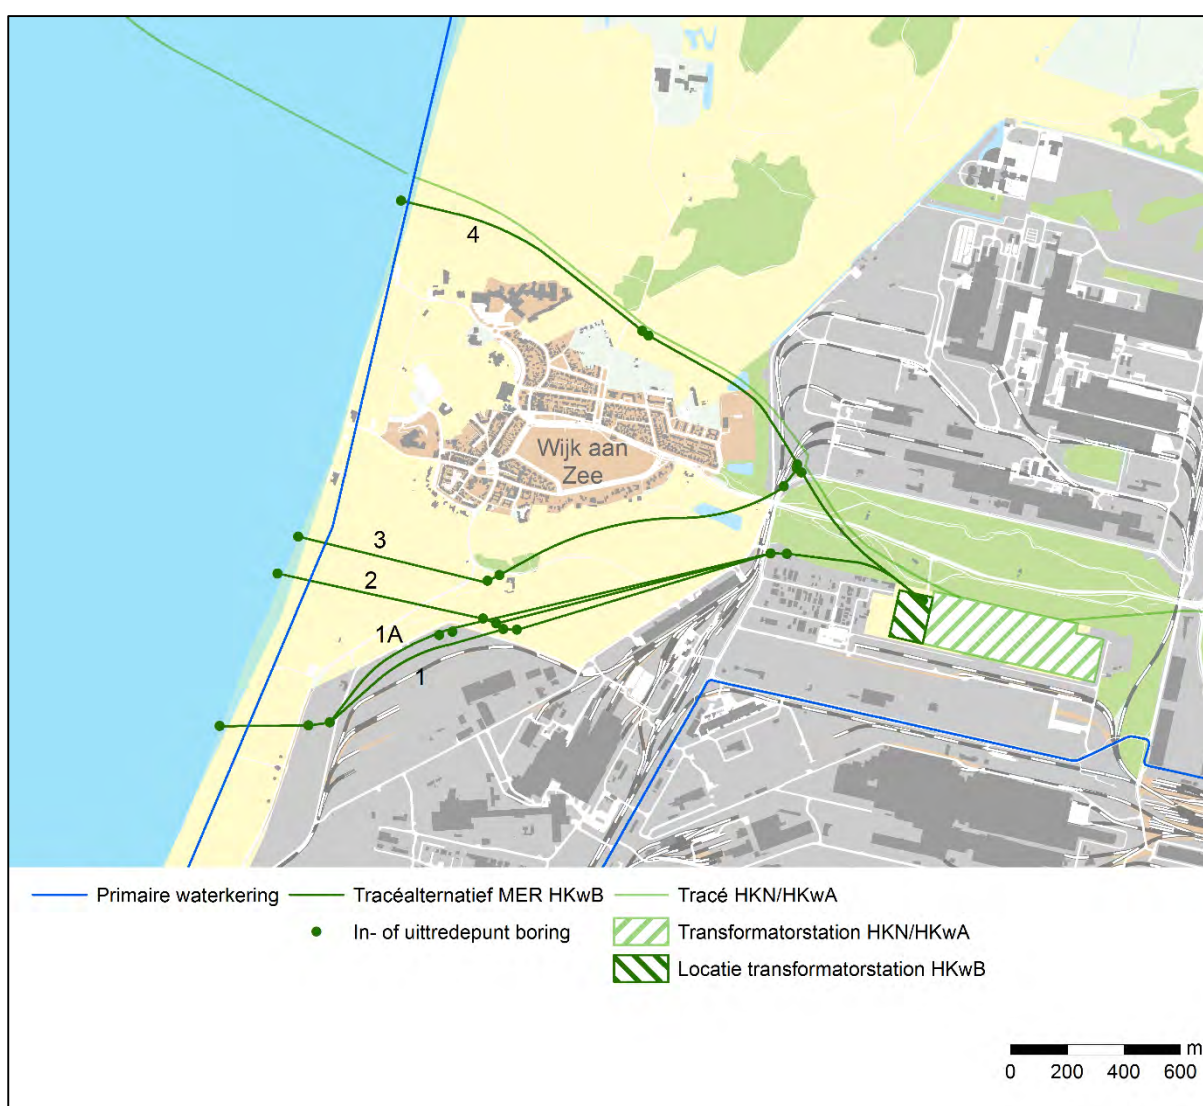 4
Wijk aan
Zee
3
2
1A
1
Primaire waterkering
Tracéalternatief MER HKwB
Tracé HKN/HKwA
In- of uittredepunt boring
Transformatorstation HKN/HKwA
Locatie transformatorstation HKwB
m
0 200 400 600